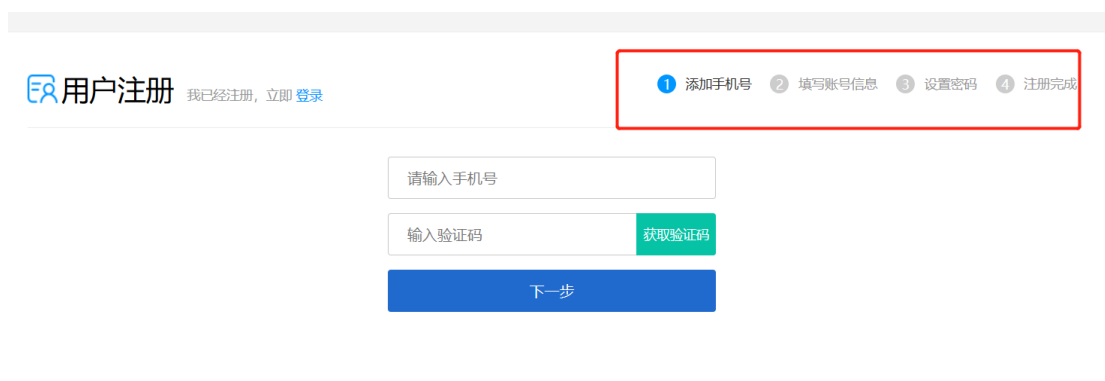 用户注册 我已经注册，立即 登录 1 添加手机号 2 填写账号信息 3 设置密码 4 注册完成
请输入手机号
输入验证码 获取验证码
下一步